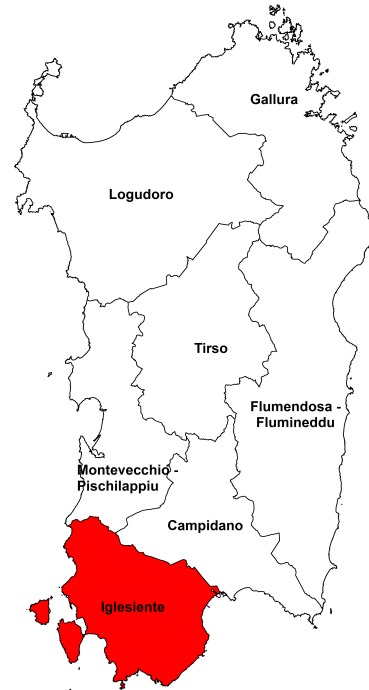 Gallura
Logudoro
Tirso
Flumendosa -
Flumineddu
Montevecchio -
Pischilappiu
Campidano
Iglesiente